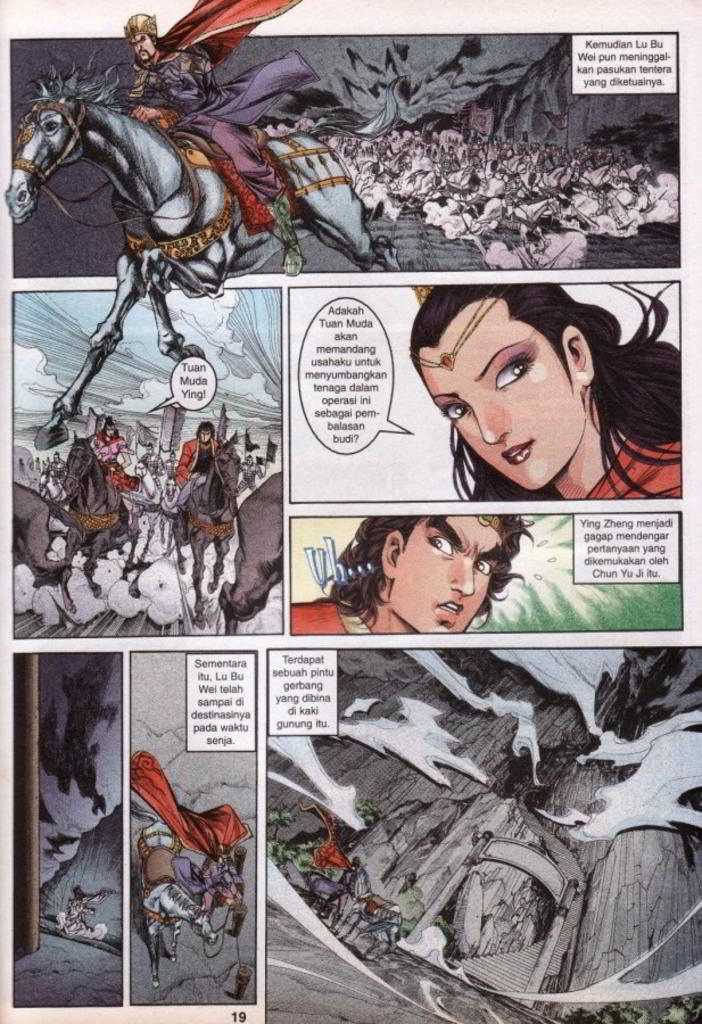 Kemudian Lu Bu
Wei pun meninggal-
kan pasukan tentera
yang diketuainya.
Tuan
Muda
Ying!
Adakah
Tuan Muda
akan
memandang
usahaku untuk
menyumbangkan
tenaga dalam
operasi ini
sebagai pem-
balasan
budi?
Ying Zheng menjadi
gagap mendengar
pertanyaan yang
dikemukakan oleh
Chun Yu Ji itu.
Sementara
itu, Lu Bu
Wei telah
sampai di
destinasinya
pada waktu
senja.
Terdapat
sebuah pintu
gerbang
yang dibina
di kaki
gunung itu.
19